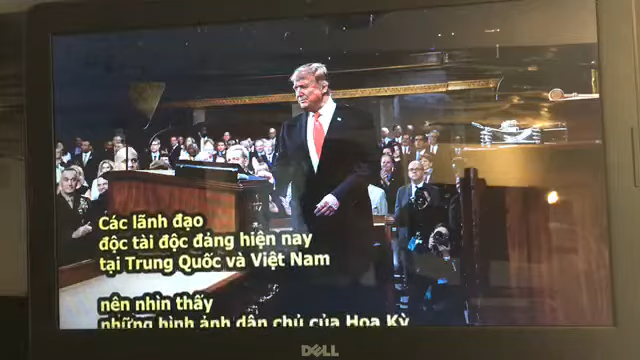 Các lãnh đạo
độc tài độc đảng hiện nay
tại Trung Quốc và Việt Nam
nên nhìn thấy
những hình ảnh dân chủ của Hoa Kỳ
DELL